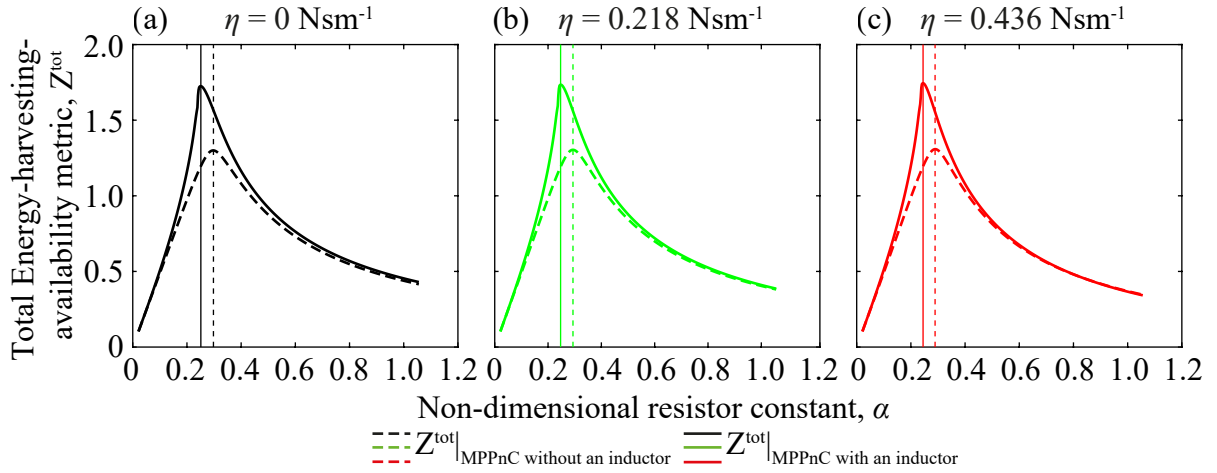 (a) η = 0 Nsm⁻¹ (b) η = 0.218 Nsm⁻¹ (c) η = 0.436 Nsm⁻¹
Total Energy-harvesting-
availability metric, Z^tot
2.0
1.5
1.0
0.5
0
0 0.2 0.4 0.6 0.8 1.0 1.2 0 0.2 0.4 0.6 0.8 1.0 1.2 0 0.2 0.4 0.6 0.8 1.0 1.2
Non-dimensional resistor constant, α
Z^tot|MPPnC without an inductor Z^tot|MPPnC with an inductor